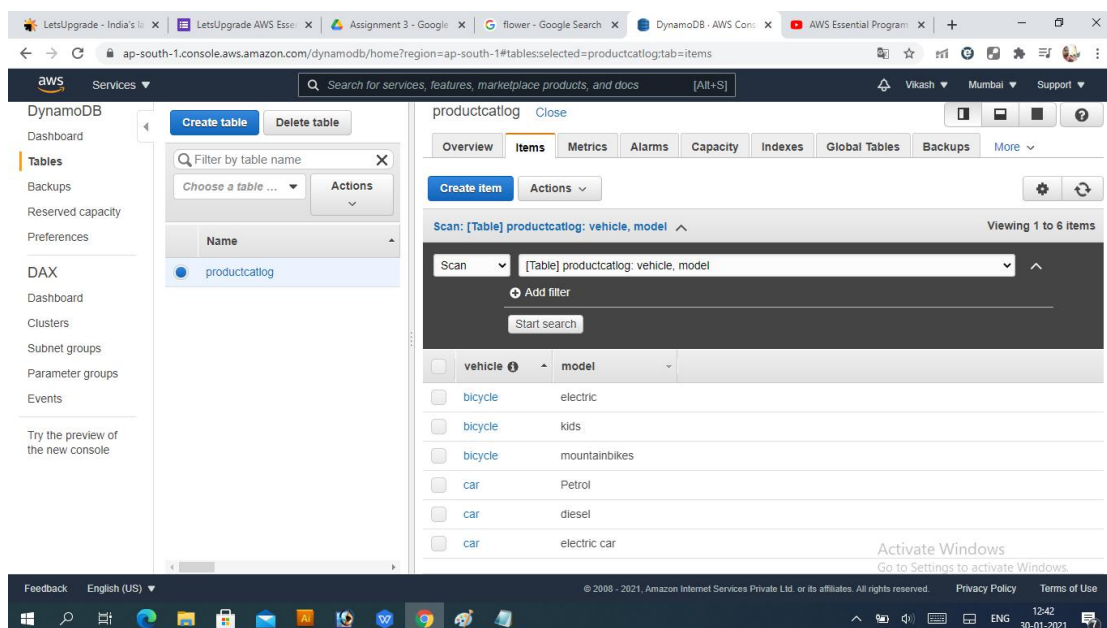 LetsUpgrade - India's la
LetsUpgrade AWS Esser
Assignment 3 - Google
flower - Google Search
DynamoDB · AWS Cons
AWS Essential Program
ap-south-1.console.aws.amazon.com/dynamodb/home?region=ap-south-1#tables:selected=productcatlog;tab=items
aws Services Search for services, features, marketplace products, and docs [Alt+S] Vikash Mumbai Support
DynamoDB
Dashboard
Tables
Backups
Reserved capacity
Preferences
DAX
Dashboard
Clusters
Subnet groups
Parameter groups
Events
Try the preview of
the new console
Create table Delete table
Filter by table name
Choose a table ... Actions
Name
productcatlog
productcatlog Close
Overview Items Metrics Alarms Capacity Indexes Global Tables Backups More
Create item Actions
Scan: [Table] productcatlog: vehicle, model Viewing 1 to 6 items
Scan [Table] productcatlog: vehicle, model
Add filter
Start search
vehicle model
bicycle electric
bicycle kids
bicycle mountainbikes
car Petrol
car diesel
car electric car
Activate Windows
Go to Settings to activate Windows.
Feedback English (US) © 2008 - 2021, Amazon Internet Services Private Ltd. or its affiliates. All rights reserved. Privacy Policy Terms of Use
Ai
ENG 12:42
30-01-2021